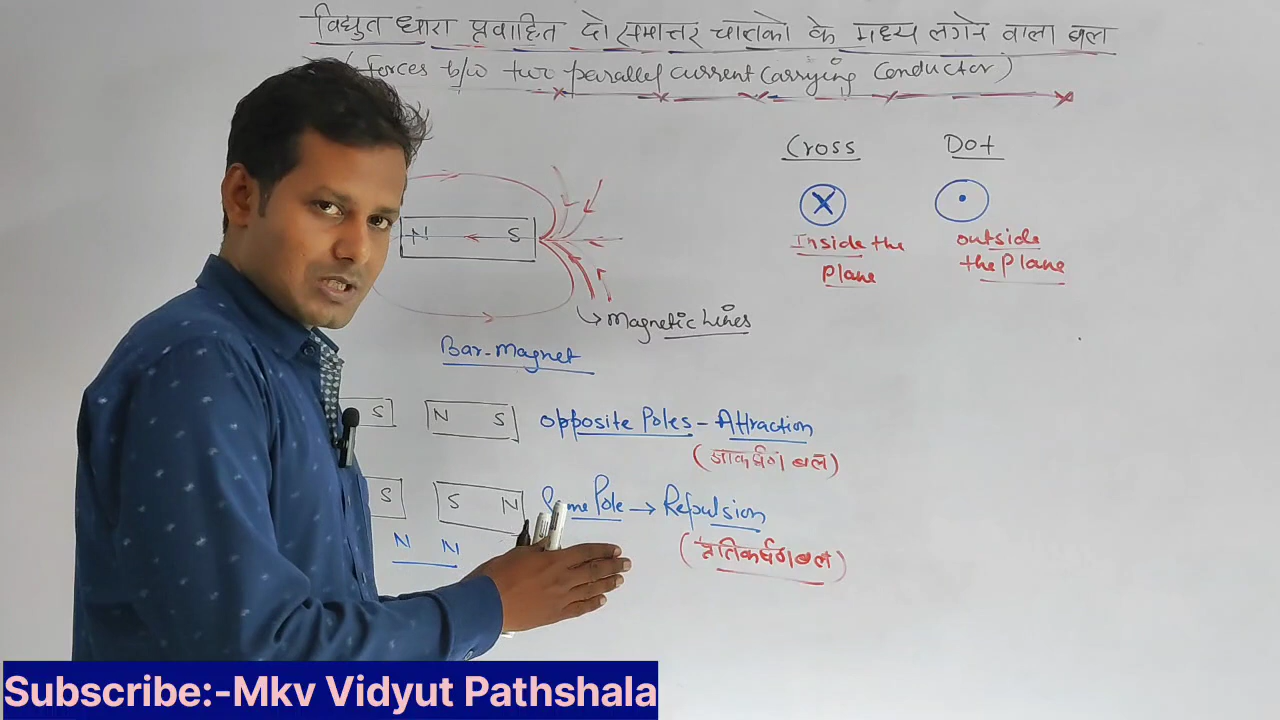 विद्युत धारा प्रवाहित दो समान्तर चालको के मध्य लगने वाला बल
(forces b/w two parallel current carrying conductor)
Cross Dot
N S
Inside the plane
outside the plane
Magnetic Lines
Bar-Magnet
S N S opposite Poles - Attraction
(आकर्षण बल)
S S N Same Pole → Repulsion
N N
(प्रतिकर्षण बल)
Subscribe:-Mkv Vidyut Pathshala